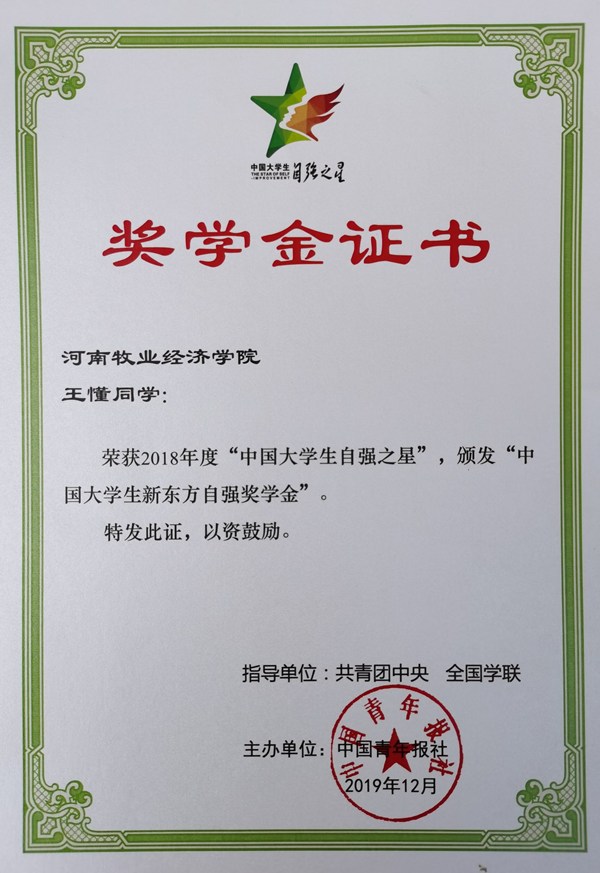 中国大学生 自强之星
THE STAR OF SELF
-IMPROVEMENT
奖学金证书
河南牧业经济学院
王懂同学：
荣获2018年度“中国大学生自强之星”，颁发“中
国大学生新东方自强奖学金”。
特发此证，以资鼓励。
指导单位：共青团中央 全国学联
主办单位：中国青年报社
2019年12月
中国青年报社